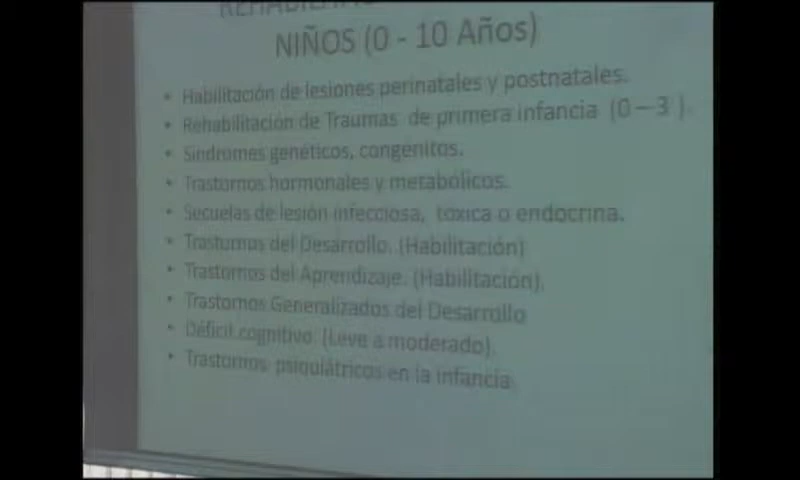 NIÑOS (0 - 10 Años)
• Habilitación de lesiones perinatales y postnatales.
• Rehabilitación de Traumas de primera infancia (0 – 3 ).
• Síndromes genéticos, congénitos.
• Trastornos hormonales y metabólicos.
• Secuelas de lesión infecciosa, tóxica o endocrina.
• Trastornos del Desarrollo. (Habilitación)
• Trastornos del Aprendizaje. (Habilitación).
• Trastornos Generalizados del Desarrollo
• Déficit cognitivo. (Leve a moderado).
• Trastornos psiquiátricos en la infancia